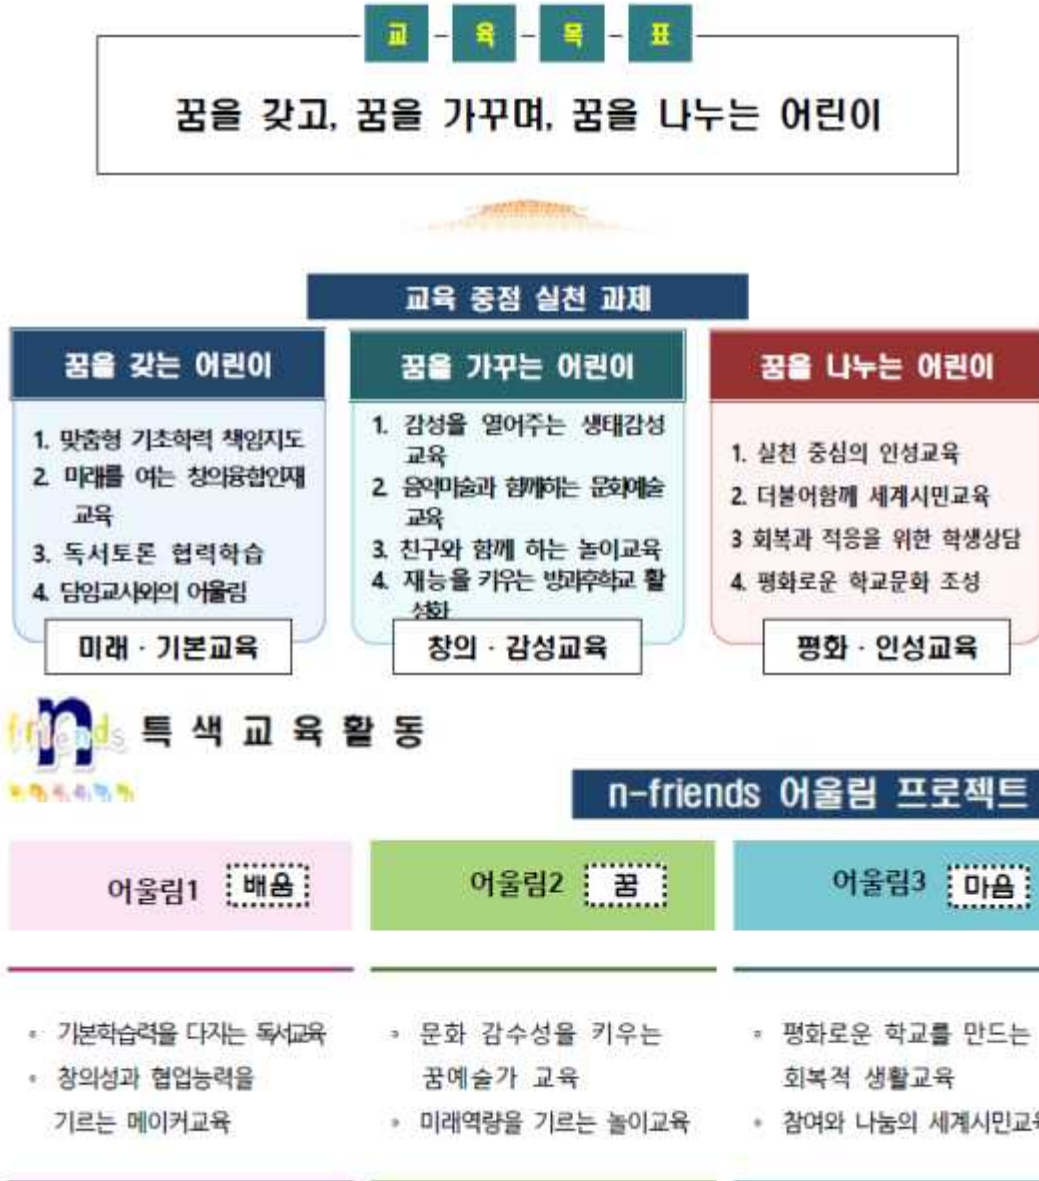 교 - 육 - 목 - 표
꿈을 갖고, 꿈을 가꾸며, 꿈을 나누는 어린이
교육 중점 실천 과제
꿈을 갖는 어린이
1. 맞춤형 기초학력 책임지도
2. 미래를 여는 창의융합인재
교육
3. 독서토론 협력학습
4. 담임교사와의 어울림
미래 · 기본교육
꿈을 가꾸는 어린이
1. 감성을 열어주는 생태감성
교육
2. 음악미술과 함께하는 문화예술
교육
3. 친구와 함께 하는 놀이교육
4. 재능을 키우는 방과후학교 활
성화
창의 · 감성교육
꿈을 나누는 어린이
1. 실천 중심의 인성교육
2. 더불어함께 세계시민교육
3 회복과 적응을 위한 학생상담
4. 평화로운 학교문화 조성
평화 · 인성교육
friends n
특 색 교 육 활 동
n-friends 어울림 프로젝트
어울림1 배움
어울림2 꿈
어울림3 마음
◦ 기본학습력을 다지는 독서교육
◦ 창의성과 협업능력을
기르는 메이커교육
◦ 문화 감수성을 키우는
꿈예술가 교육
◦ 미래역량을 기르는 놀이교육
◦ 평화로운 학교를 만드는
회복적 생활교육
◦ 참여와 나눔의 세계시민교육